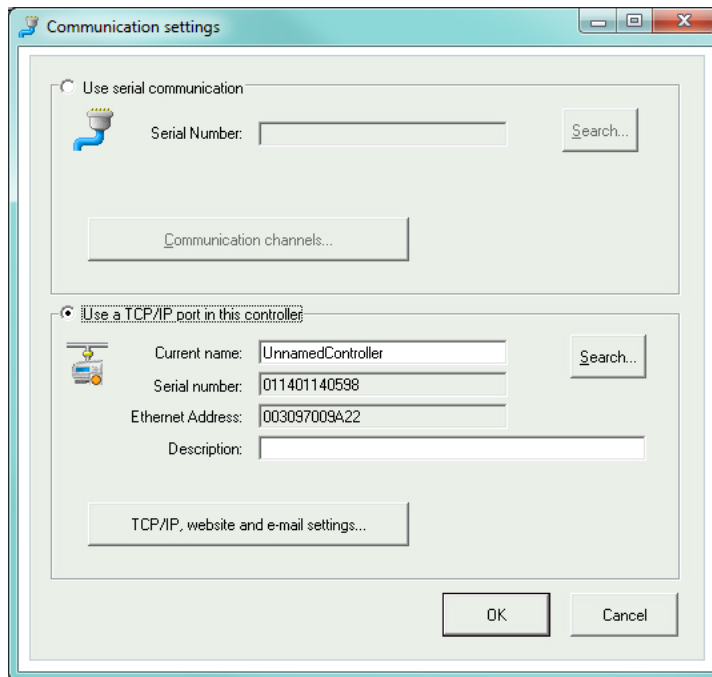 Communication settings
Use serial communication
Serial Number:
Search...
Communication channels...
Use a TCP/IP port in this controller
Current name: UnnamedController
Search...
Serial number: 011401140598
Ethernet Address: 003097009A22
Description:
TCP/IP, website and e-mail settings...
OK Cancel